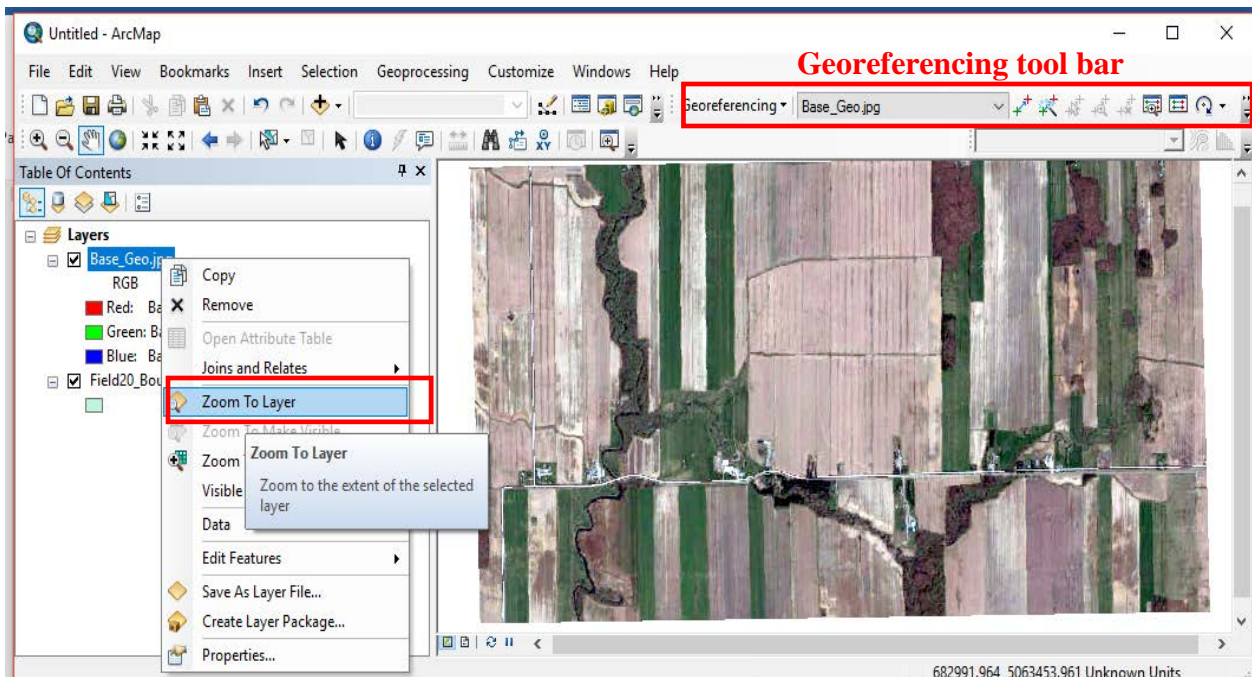 Untitled - ArcMap
File Edit View Bookmarks Insert Selection Geoprocessing Customize Windows Help
Georeferencing tool bar
Georeferencing Base_Geo.jpg
Table Of Contents
Layers
Base_Geo.jpg
RGB
Red: Ba
Green: Ba
Blue: Ba
Field20_Bou
Copy
Remove
Open Attribute Table
Joins and Relates
Zoom To Layer
Zoom To Make Visible
Zoom
Visible
Data
Edit Features
Save As Layer File...
Create Layer Package...
Properties...
Zoom To Layer
Zoom to the extent of the selected
layer
682991.964 5063453.961 Unknown Units